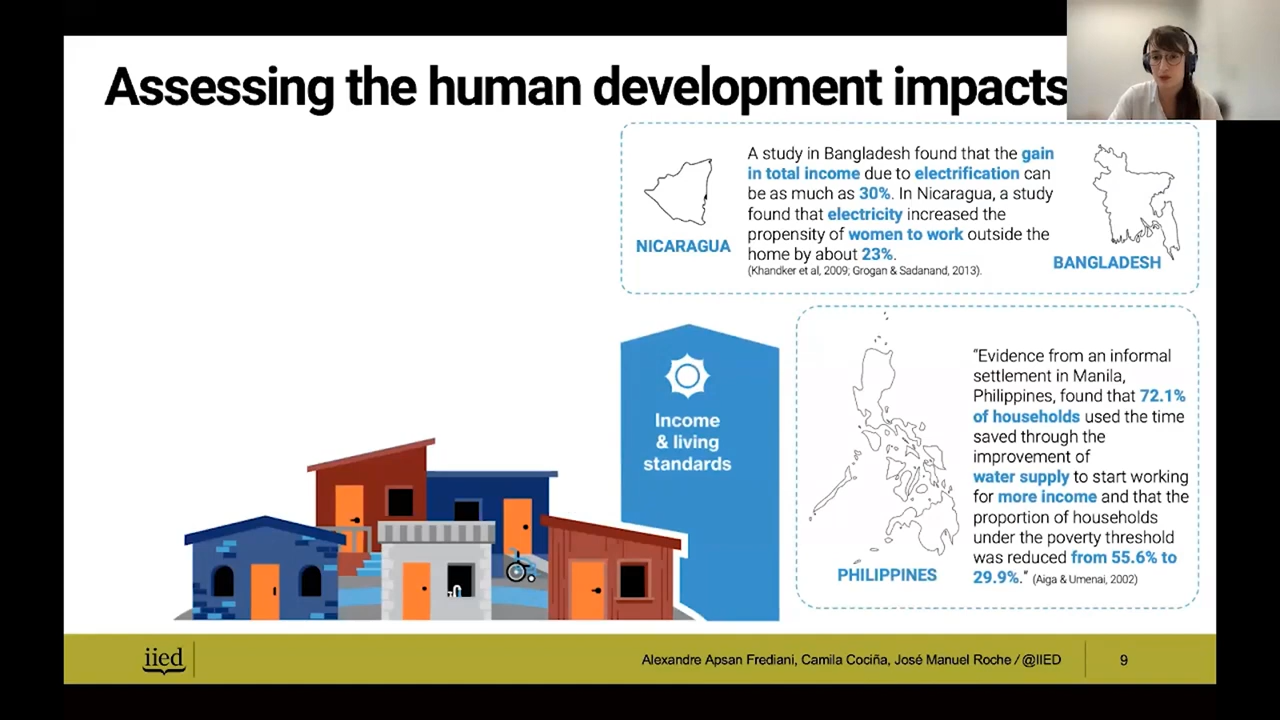 Assessing the human development impacts
A study in Bangladesh found that the gain
in total income due to electrification can
be as much as 30%. In Nicaragua, a study
found that electricity increased the
propensity of women to work outside the
home by about 23%.
(Khandker et al, 2009; Grogan & Sadanand, 2013).
NICARAGUA
BANGLADESH
Income
& living
standards
"Evidence from an informal
settlement in Manila,
Philippines, found that 72.1%
of households used the time
saved through the
improvement of
water supply to start working
for more income and that the
proportion of households
under the poverty threshold
was reduced from 55.6% to
29.9%." (Aiga & Umenai, 2002)
PHILIPPINES
iied
Alexandre Apsan Frediani, Camila Cociña, José Manuel Roche / @IIED
9